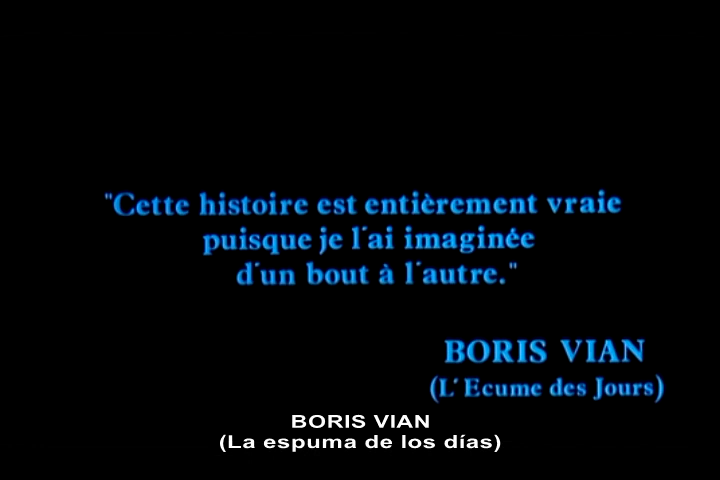 "Cette histoire est entièrement vraie
puisque je l'ai imaginée
d'un bout à l'autre."
BORIS VIAN
(L' Ecume des Jours)
BORIS VIAN
(La espuma de los días)